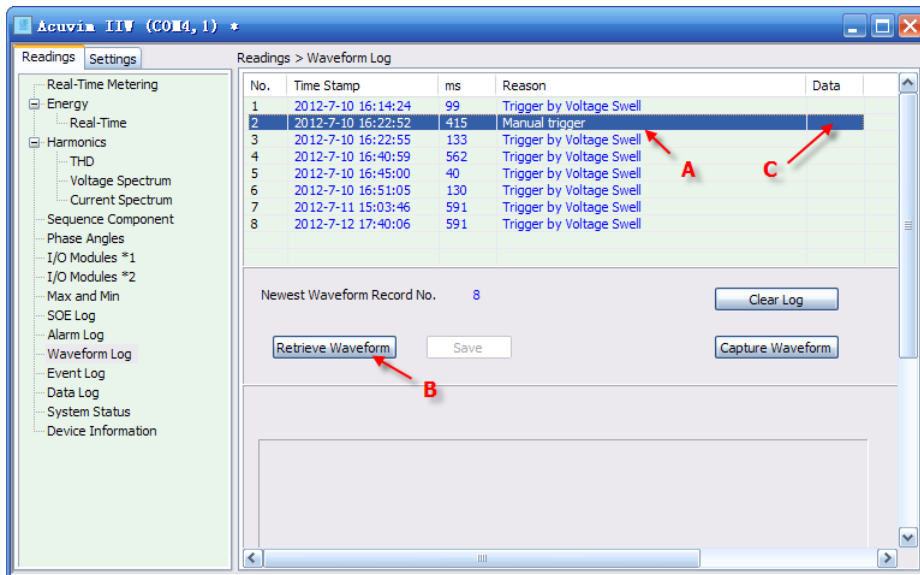 Acuvim IIW (COM4, 1) *
Readings Settings
Readings > Waveform Log
Real-Time Metering
Energy
Real-Time
Harmonics
THD
Voltage Spectrum
Current Spectrum
Sequence Component
Phase Angles
I/O Modules *1
I/O Modules *2
Max and Min
SOE Log
Alarm Log
Waveform Log
Event Log
Data Log
System Status
Device Information
No. Time Stamp ms Reason Data
1 2012-7-10 16:14:24 99 Trigger by Voltage Swell
2 2012-7-10 16:22:52 415 Manual trigger
3 2012-7-10 16:22:55 133 Trigger by Voltage Swell
4 2012-7-10 16:40:59 562 Trigger by Voltage Swell
5 2012-7-10 16:45:00 40 Trigger by Voltage Swell
6 2012-7-10 16:51:05 130 Trigger by Voltage Swell
7 2012-7-11 15:03:46 591 Trigger by Voltage Swell
8 2012-7-12 17:40:06 591 Trigger by Voltage Swell
A
C
Newest Waveform Record No. 8
Clear Log
Retrieve Waveform Save Capture Waveform
B